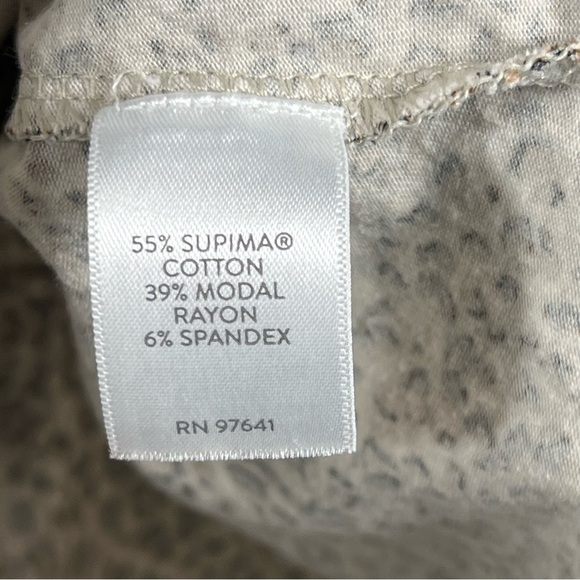 55% SUPIMA®
COTTON
39% MODAL
RAYON
6% SPANDEX
RN 97641